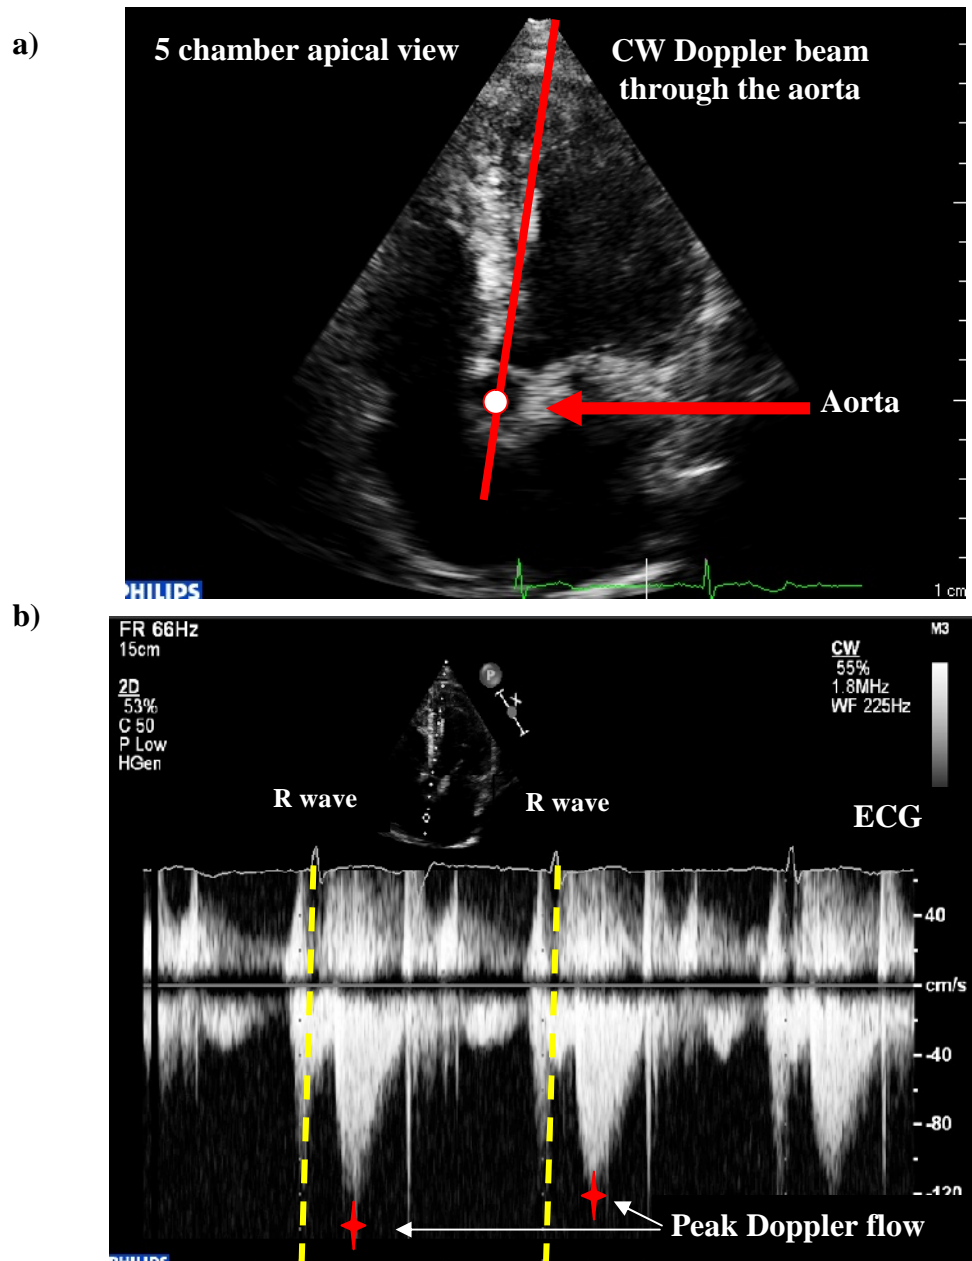 a)
5 chamber apical view
CW Doppler beam
through the aorta
Aorta
PHILIPS
1 cm
b)
FR 66Hz
15cm
2D
53%
C 50
P Low
HGen
P
X
M3
CW
55%
1.8MHz
WF 225Hz
R wave
R wave
ECG
40
cm/s
-40
-80
-120
Peak Doppler flow
PHILIPS